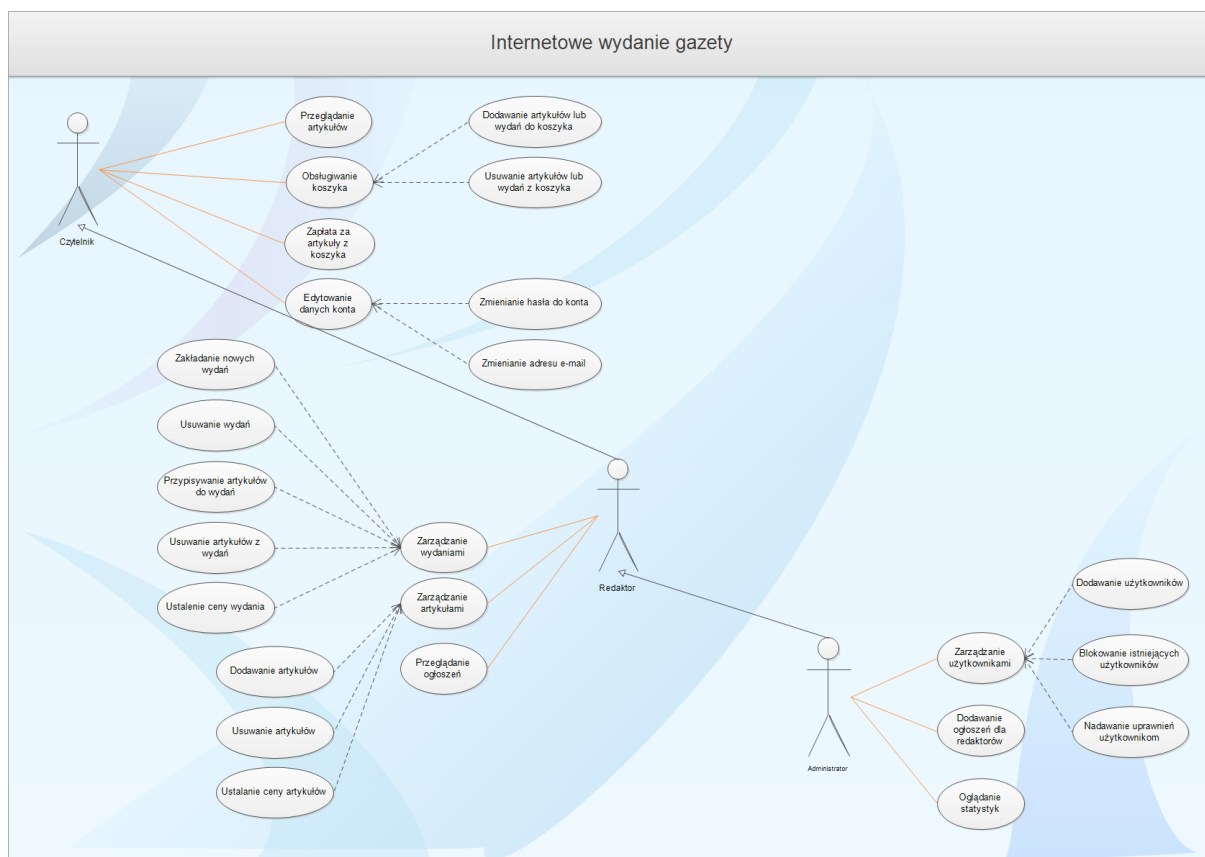 Internetowe wydanie gazety
Czytelnik
Przeglądanie
artykułów
Obsługiwanie
koszyka
Zapłata za
artykuły z
koszyka
Edytowanie
danych konta
Dodawanie artykułów lub
wydań do koszyka
Usuwanie artykułów lub
wydań z koszyka
Zmienianie hasła do konta
Zmienianie adresu e-mail
Zakładanie nowych
wydań
Usuwanie wydań
Przypisywanie artykułów
do wydań
Usuwanie artykułów z
wydań
Ustalenie ceny wydania
Zarządzanie
wydaniami
Zarządzanie
artykułami
Przeglądanie
ogłoszeń
Redaktor
Dodawanie artykułów
Usuwanie artykułów
Ustalanie ceny artykułów
Administrator
Zarządzanie
użytkownikami
Dodawanie
ogłoszeń dla
redaktorów
Oglądanie
statystyk
Dodawanie użytkowników
Blokowanie istniejących
użytkowników
Nadawanie uprawnień
użytkownikom